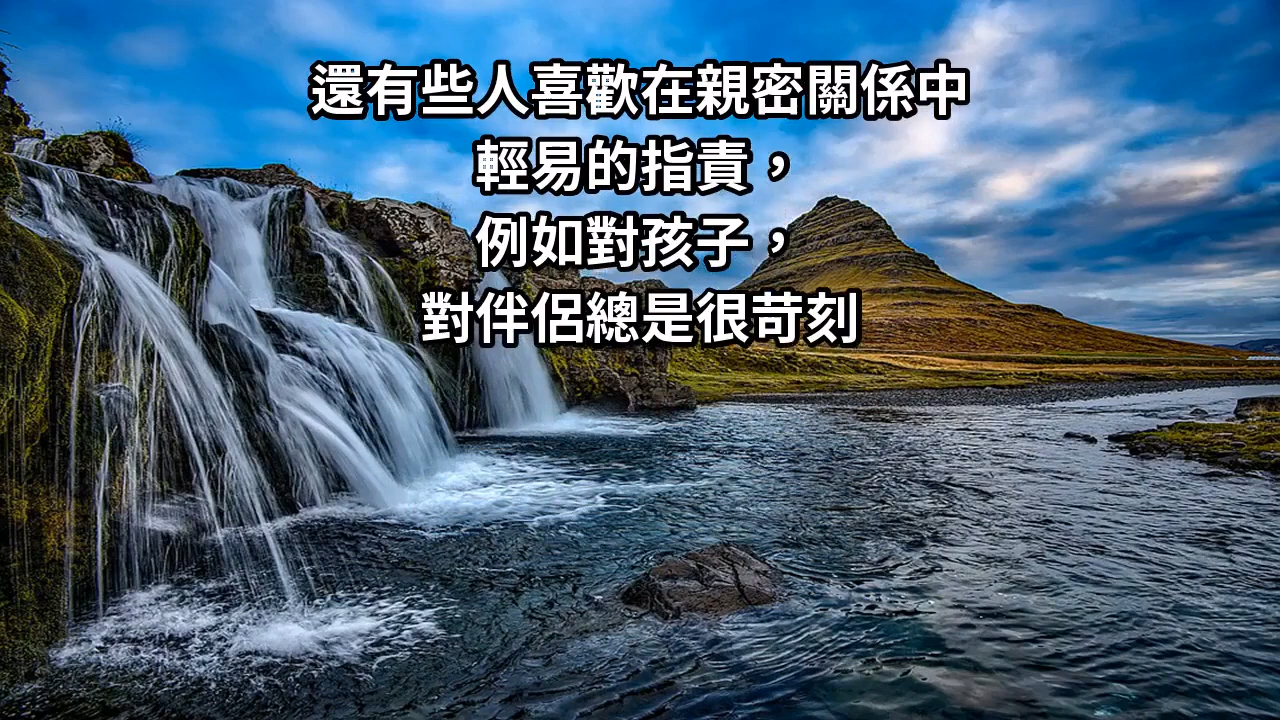 還有些人喜歡在親密關係中
輕易的指責，
例如對孩子，
對伴侶總是很苛刻